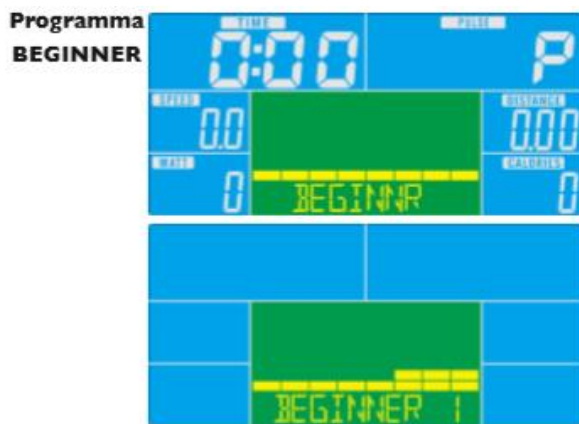 Programma
BEGINNER
TIME
0:00
PULSE
P
SPEED
0.0
DISTANCE
0.00
WATT
0
CALORIES
0
BEGINNR
BEGINNER 1